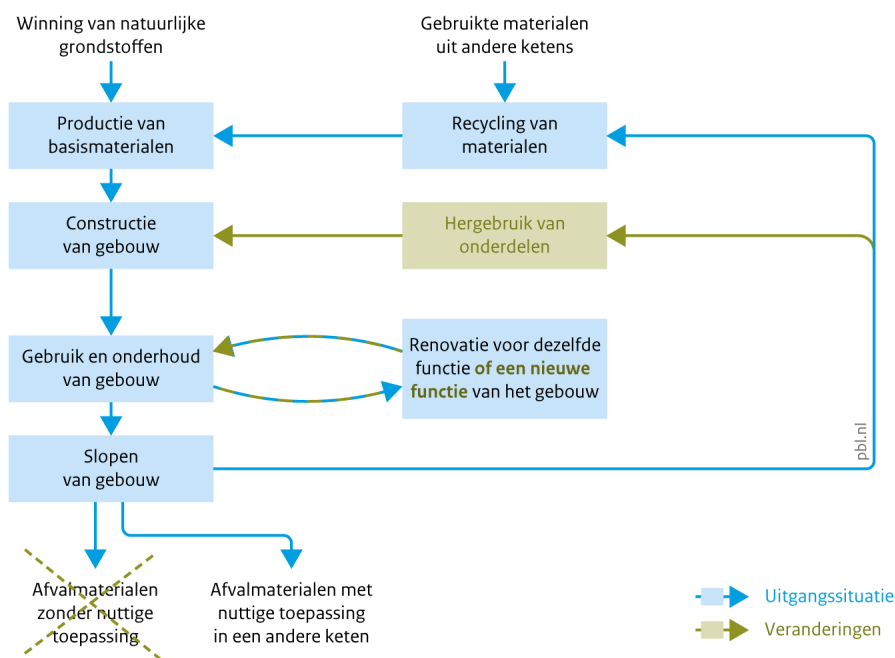 Winning van natuurlijke
grondstoffen
Gebruikte materialen
uit andere ketens
Productie van
basismaterialen
Recycling van
materialen
Constructie
van gebouw
Hergebruik van
onderdelen
Gebruik en onderhoud
van gebouw
Renovatie voor dezelfde
functie of een nieuwe
functie van het gebouw
Slopen
van gebouw
pbl.nl
Afvalmaterialen
zonder nuttige
toepassing
Afvalmaterialen met
nuttige toepassing
in een andere keten
Uitgangssituatie
Veranderingen